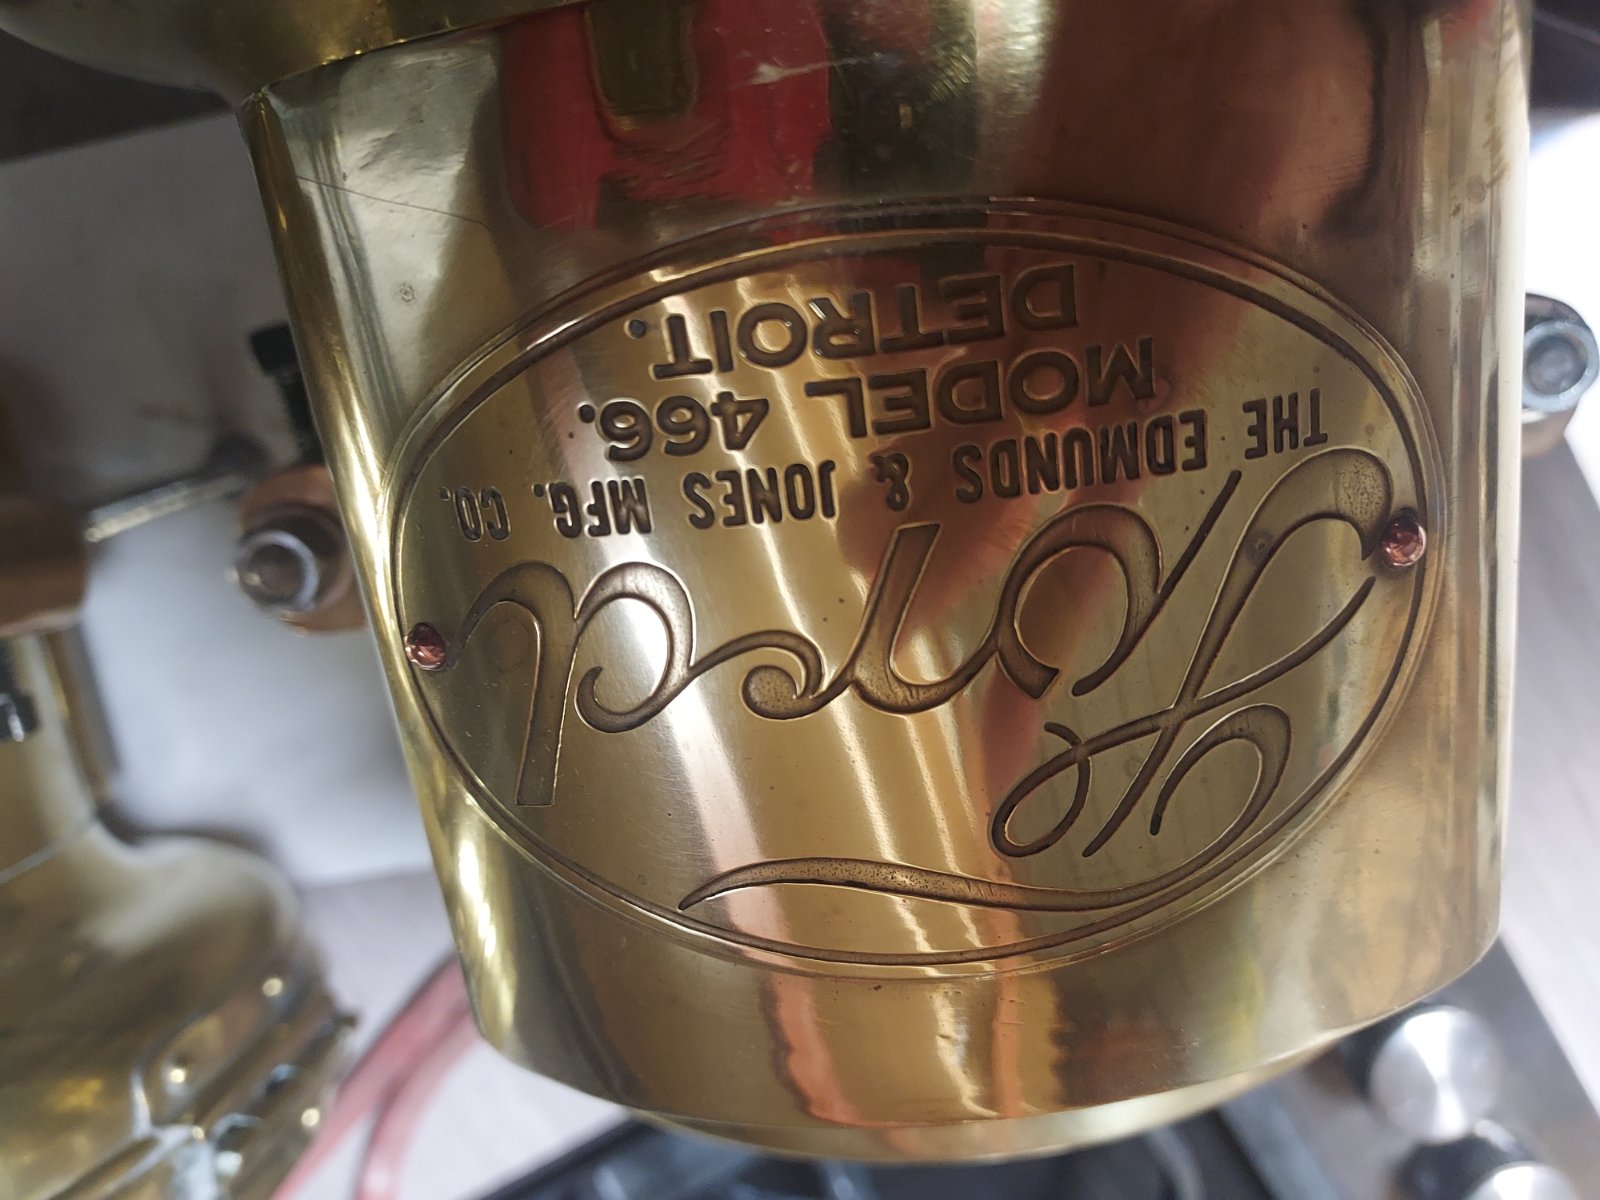 Ford
THE EDMUNDS & JONES MFG. CO.
MODEL 466.
DETROIT.